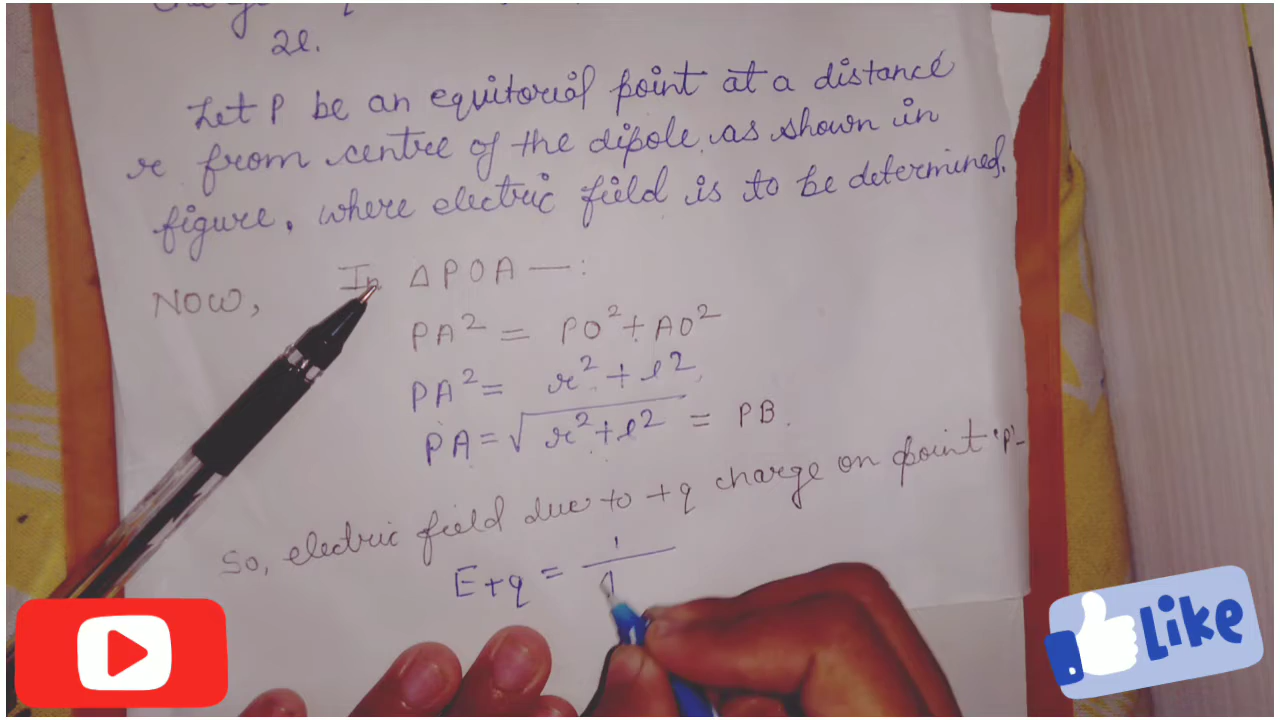 2l.
Let P be an equitorial point at a distance
r from centre of the dipole, as shown in
figure, where electric field is to be determined.
Now, In Δ POA —:
PA² = PO² + AO²
PA² = r² + l²
PA = √r² + l² = PB.
So, electric field due to +q charge on point 'P'-
E+q = 1
Like